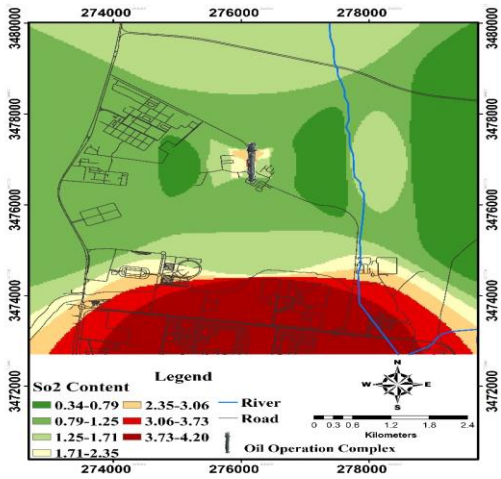 274000 276000 278000
3480000 3480000
3478000 3478000
3476000 3476000
3474000 3474000
3472000 3472000
Legend
So2 Content
0.34-0.79 2.35-3.06 River
0.79-1.25 3.06-3.73 Road
1.25-1.71 3.73-4.20 Oil Operation Complex
1.71-2.35
N
W E
S
0 0.3 0.6 1.2 1.8 2.4
Kilometers
274000 276000 278000